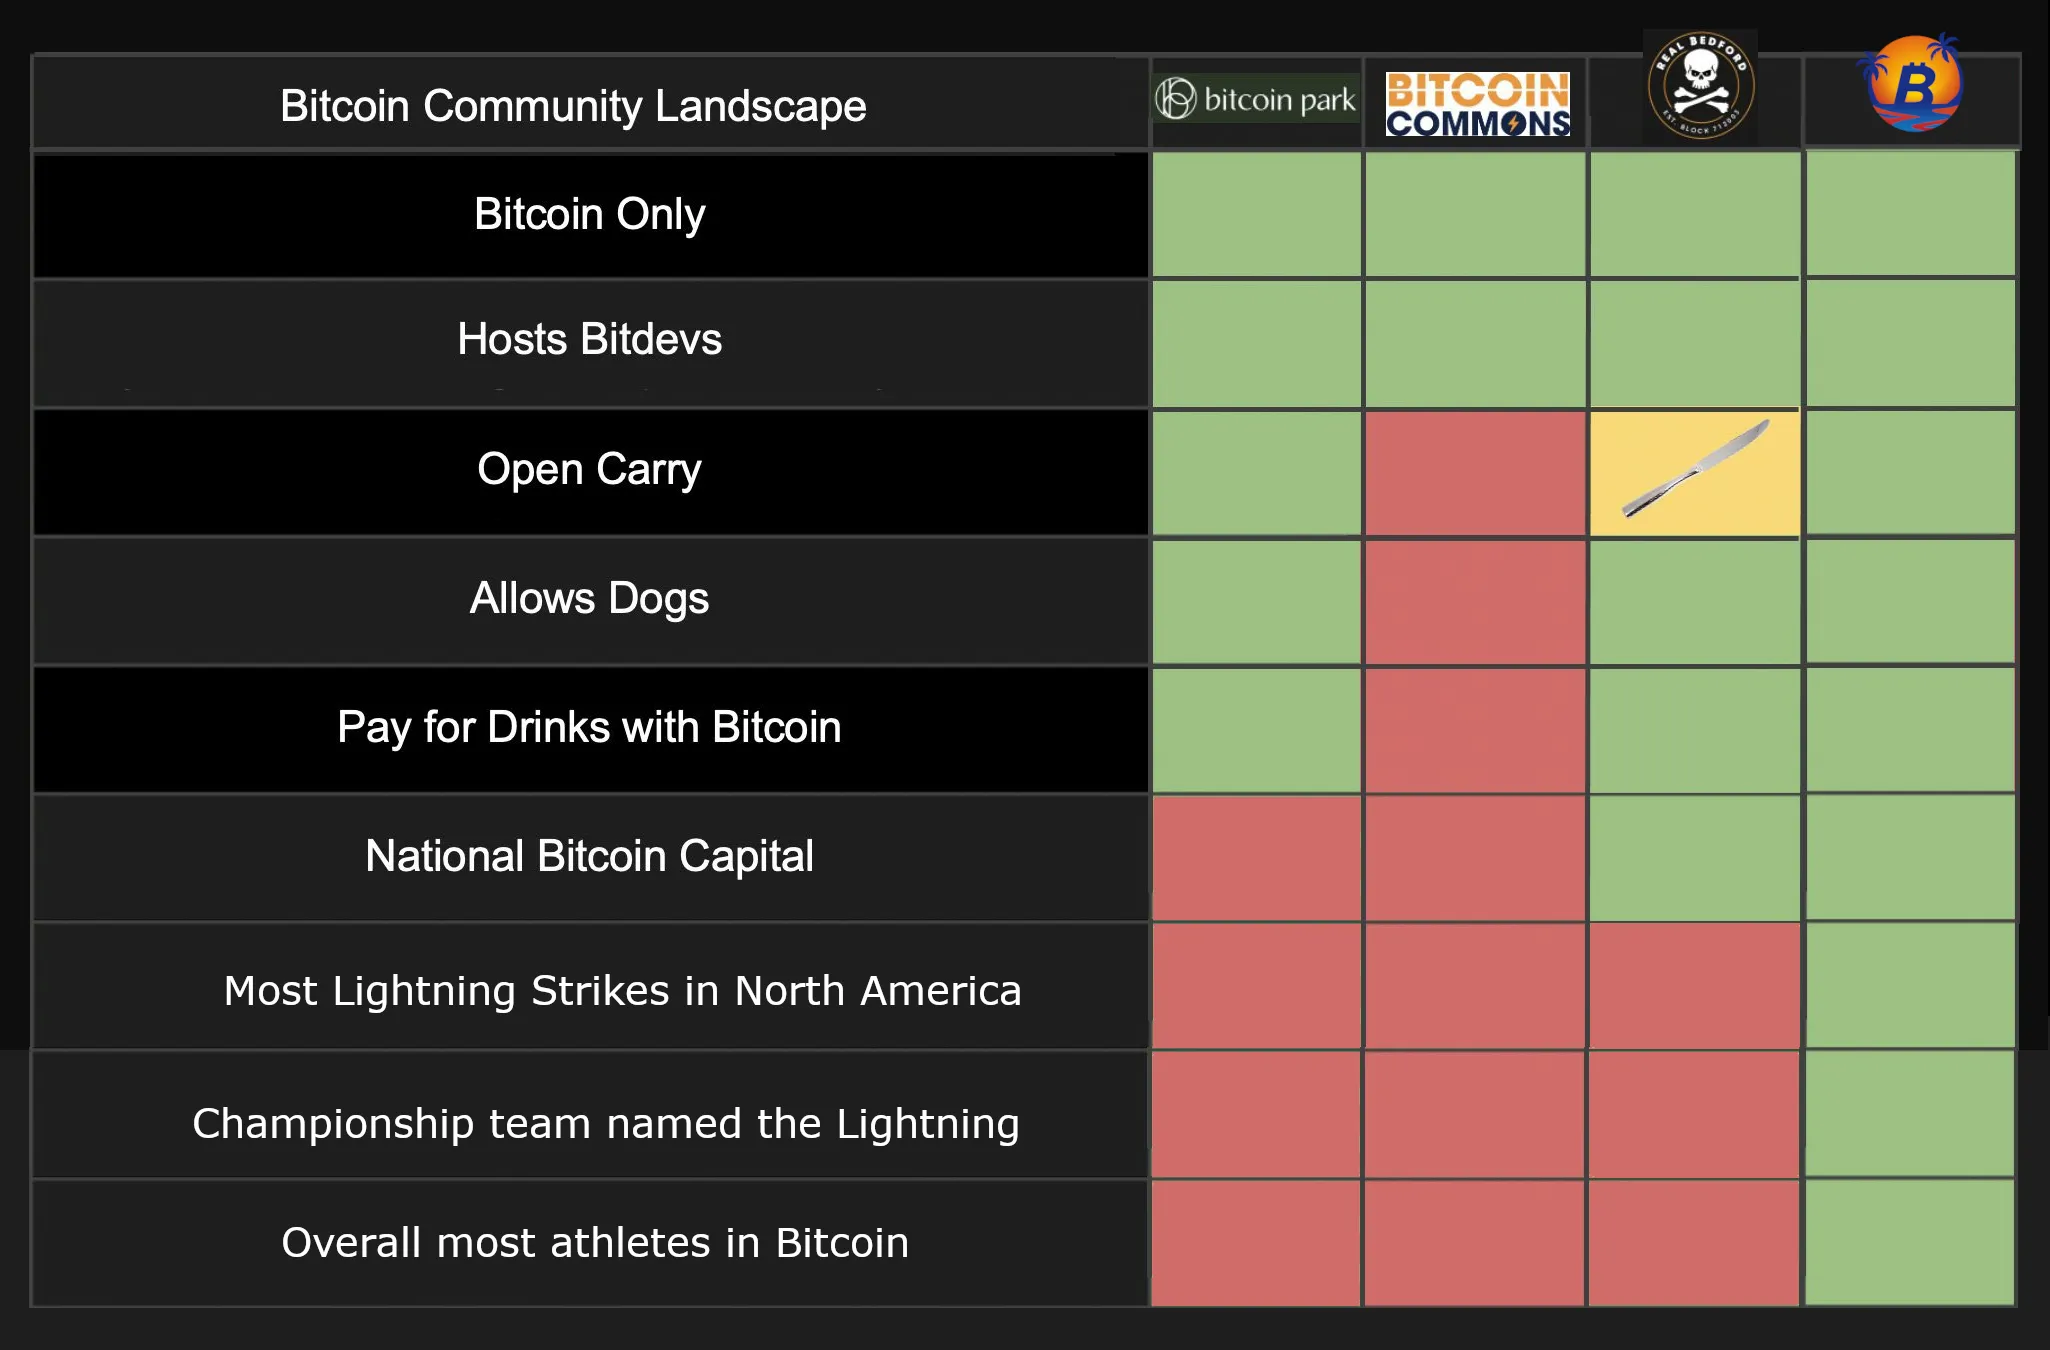 Bitcoin Community Landscape
bitcoin park
BITCOIN
COMMONS
REAL BEDFORD
EST. BLOCK 712003
B
Bitcoin Only
Hosts Bitdevs
Open Carry
Allows Dogs
Pay for Drinks with Bitcoin
National Bitcoin Capital
Most Lightning Strikes in North America
Championship team named the Lightning
Overall most athletes in Bitcoin